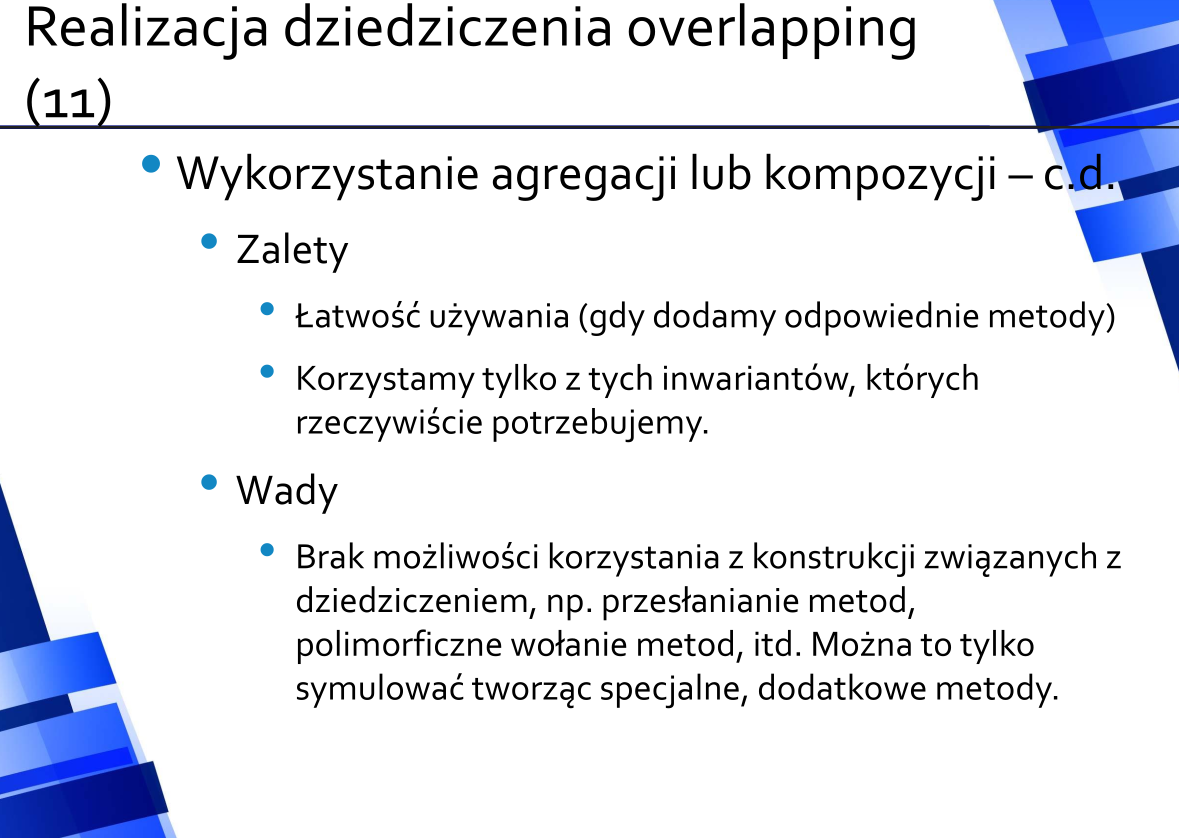 Realizacja dziedziczenia overlapping
(11)
Wykorzystanie agregacji lub kompozycji – c.d.
Zalety
Łatwość używania (gdy dodamy odpowiednie metody)
Korzystamy tylko z tych inwariantów, których
rzeczywiście potrzebujemy.
Wady
Brak możliwości korzystania z konstrukcji związanych z
dziedziczeniem, np. przesłanianie metod,
polimorficzne wołanie metod, itd. Można to tylko
symulować tworząc specjalne, dodatkowe metody.